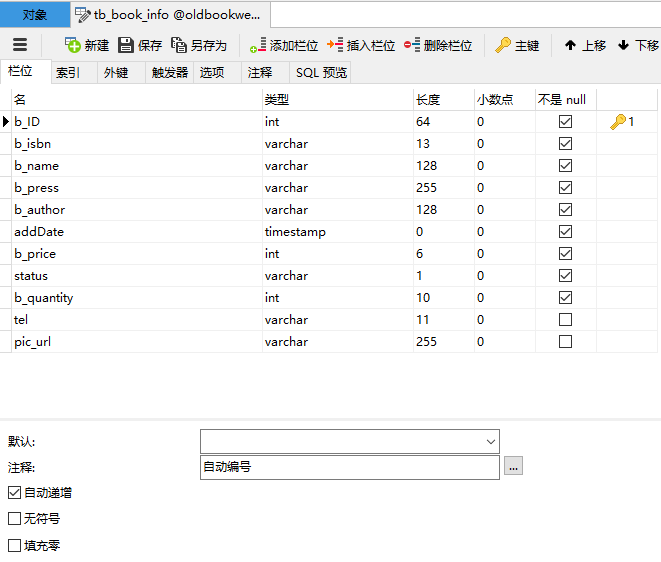 对象 tb_book_info @oldbookwe...
新建 保存 另存为 添加栏位 插入栏位 删除栏位 主键 上移 下移
栏位 索引 外键 触发器 选项 注释 SQL 预览
名 类型 长度 小数点 不是 null
b_ID int 64 0 1
b_isbn varchar 13 0
b_name varchar 128 0
b_press varchar 255 0
b_author varchar 128 0
addDate timestamp 0 0
b_price int 6 0
status varchar 1 0
b_quantity int 10 0
tel varchar 11 0
pic_url varchar 255 0
默认:
注释: 自动编号 ...
自动递增
无符号
填充零